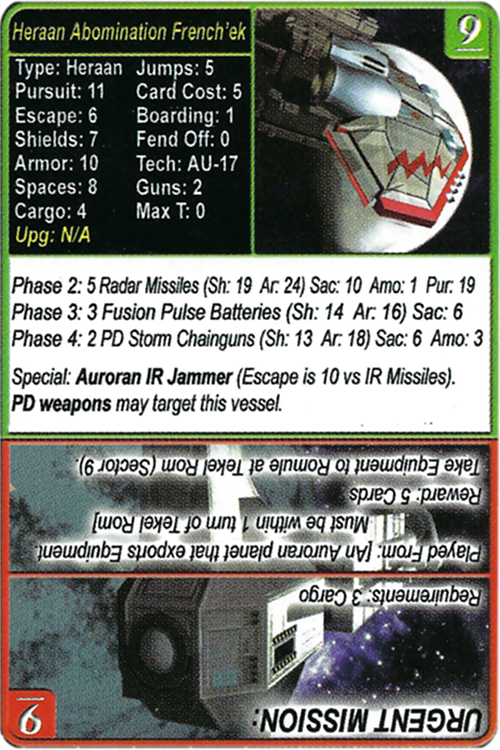 Heraan Abomination French'ek
9
Type: Heraan Jumps: 5
Pursuit: 11 Card Cost: 5
Escape: 6 Boarding: 1
Shields: 7 Fend Off: 0
Armor: 10 Tech: AU-17
Spaces: 8 Guns: 2
Cargo: 4 Max T: 0
Upg: N/A
Phase 2: 5 Radar Missiles (Sh: 19 Ar: 24) Sac: 10 Amo: 1 Pur: 19
Phase 3: 3 Fusion Pulse Batteries (Sh: 14 Ar: 16) Sac: 6
Phase 4: 2 PD Storm Chainguns (Sh: 13 Ar: 18) Sac: 6 Amo: 3
Special: Auroran IR Jammer (Escape is 10 vs IR Missiles).
PD weapons may target this vessel.
URGENT MISSION:
6
Requirements: 3 Cargo
Played From: [An Auroran planet that exports Equipment
Must be within 1 turn of Tekel Rom]
Reward: 5 Cards
Take Equipment to Romule at Tekel Rom (Sector 9).